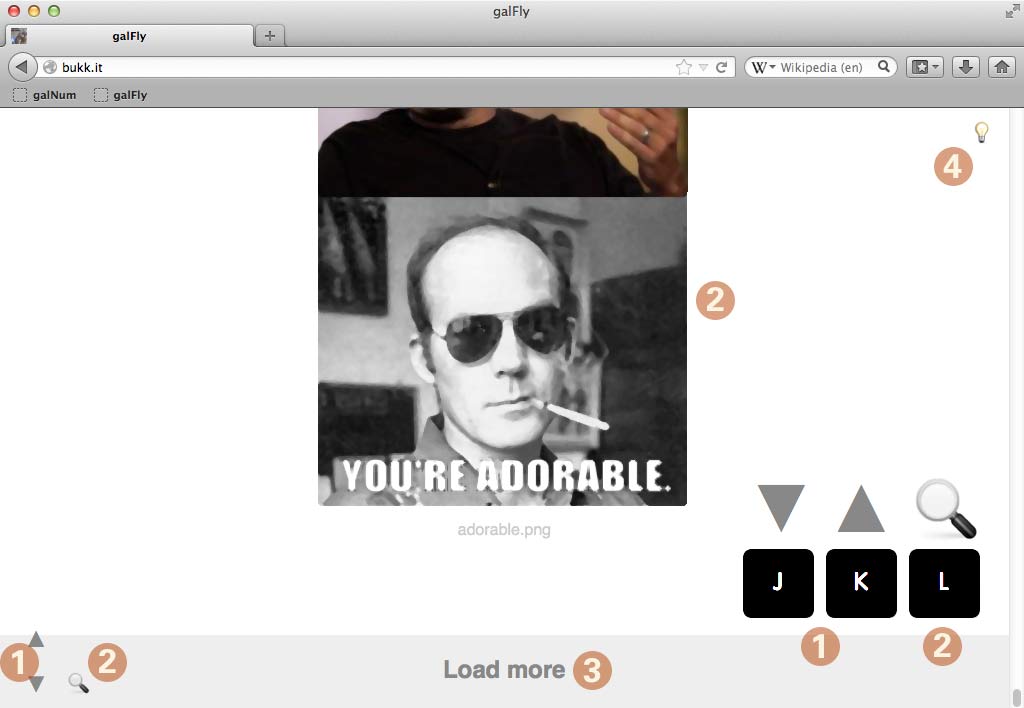 galFly
galFly
bukk.it
W Wikipedia (en)
galNum galFly
4
2
YOU'RE ADORABLE.
adorable.png
J K L
1 2
1 2
Load more 3